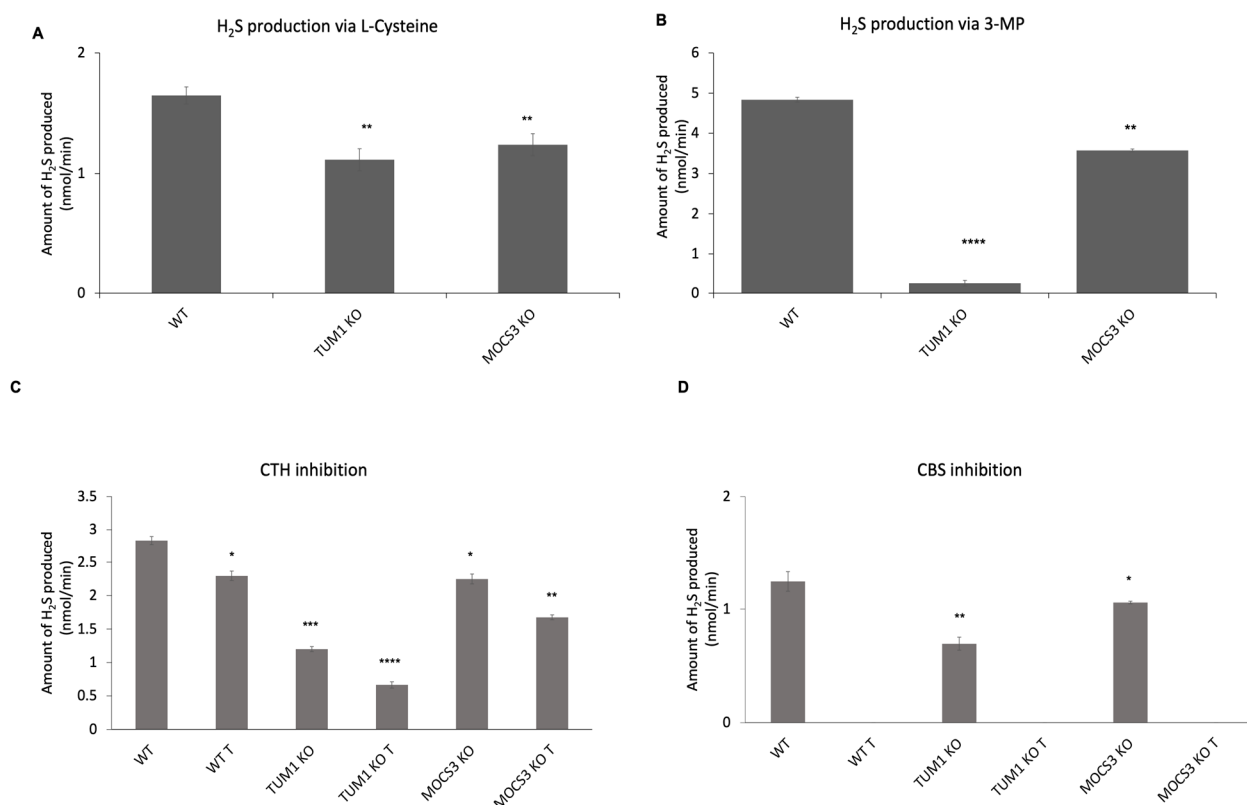 A
H₂S production via L-Cysteine
Amount of H₂S produced
(nmol/min)
2
1
0
**
**
WT
TUM1 KO
MOCS3 KO
B
H₂S production via 3-MP
Amount of H₂S produced
(nmol/min)
6
5
4
3
2
1
0
****
**
WT
TUM1 KO
MOCS3 KO
C
CTH inhibition
Amount of H₂S produced
(nmol/min)
3.5
3
2.5
2
1.5
1
0.5
0
*
***
****
*
**
WT
WT T
TUM1 KO
TUM1 KO T
MOCS3 KO
MOCS3 KO T
D
CBS inhibition
Amount of H₂S produced
(nmol/min)
2
1
0
**
*
WT
WT T
TUM1 KO
TUM1 KO T
MOCS3 KO
MOCS3 KO T